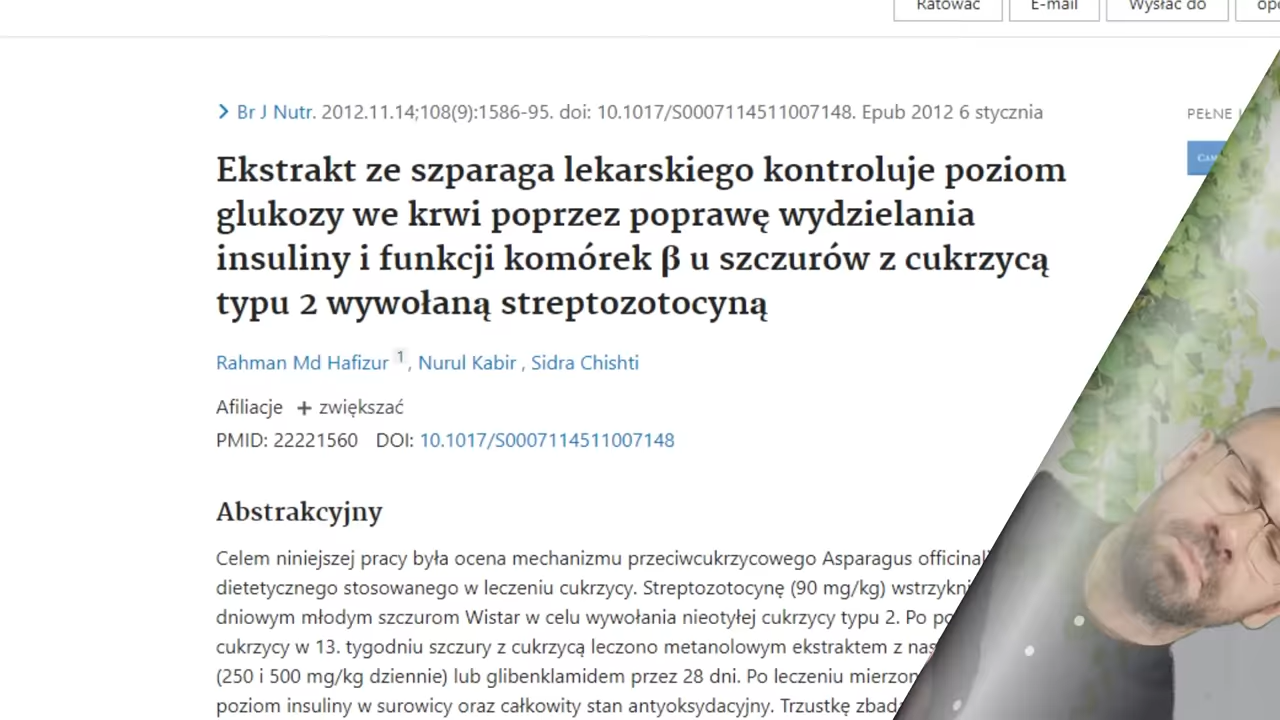 Ratować E-mail Wysłać do
Br J Nutr. 2012.11.14;108(9):1586-95. doi: 10.1017/S0007114511007148. Epub 2012 6 stycznia
PEŁNE
Ekstrakt ze szparaga lekarskiego kontroluje poziom
glukozy we krwi poprzez poprawę wydzielania
insuliny i funkcji komórek β u szczurów z cukrzycą
typu 2 wywołaną streptozotocyną
Rahman Md Hafizur 1 , Nurul Kabir , Sidra Chishti
Afiliacje + zwiększać
PMID: 22221560 DOI: 10.1017/S0007114511007148
Abstrakcyjny
Celem niniejszej pracy była ocena mechanizmu przeciwcukrzycowego Asparagus
dietetycznego stosowanego w leczeniu cukrzycy. Streptozotocynę (90 mg/kg)
dniowym młodym szczurom Wistar w celu wywołania nieotyłej cukrzycy typu 2. Po
cukrzycy w 13. tygodniu szczury z cukrzycą leczono metanolowym ekstraktem z
(250 i 500 mg/kg dziennie) lub glibenklamidem przez 28 dni. Po leczeniu
poziom insuliny w surowicy oraz całkowity stan antyoksydacyjny. Trzustkę